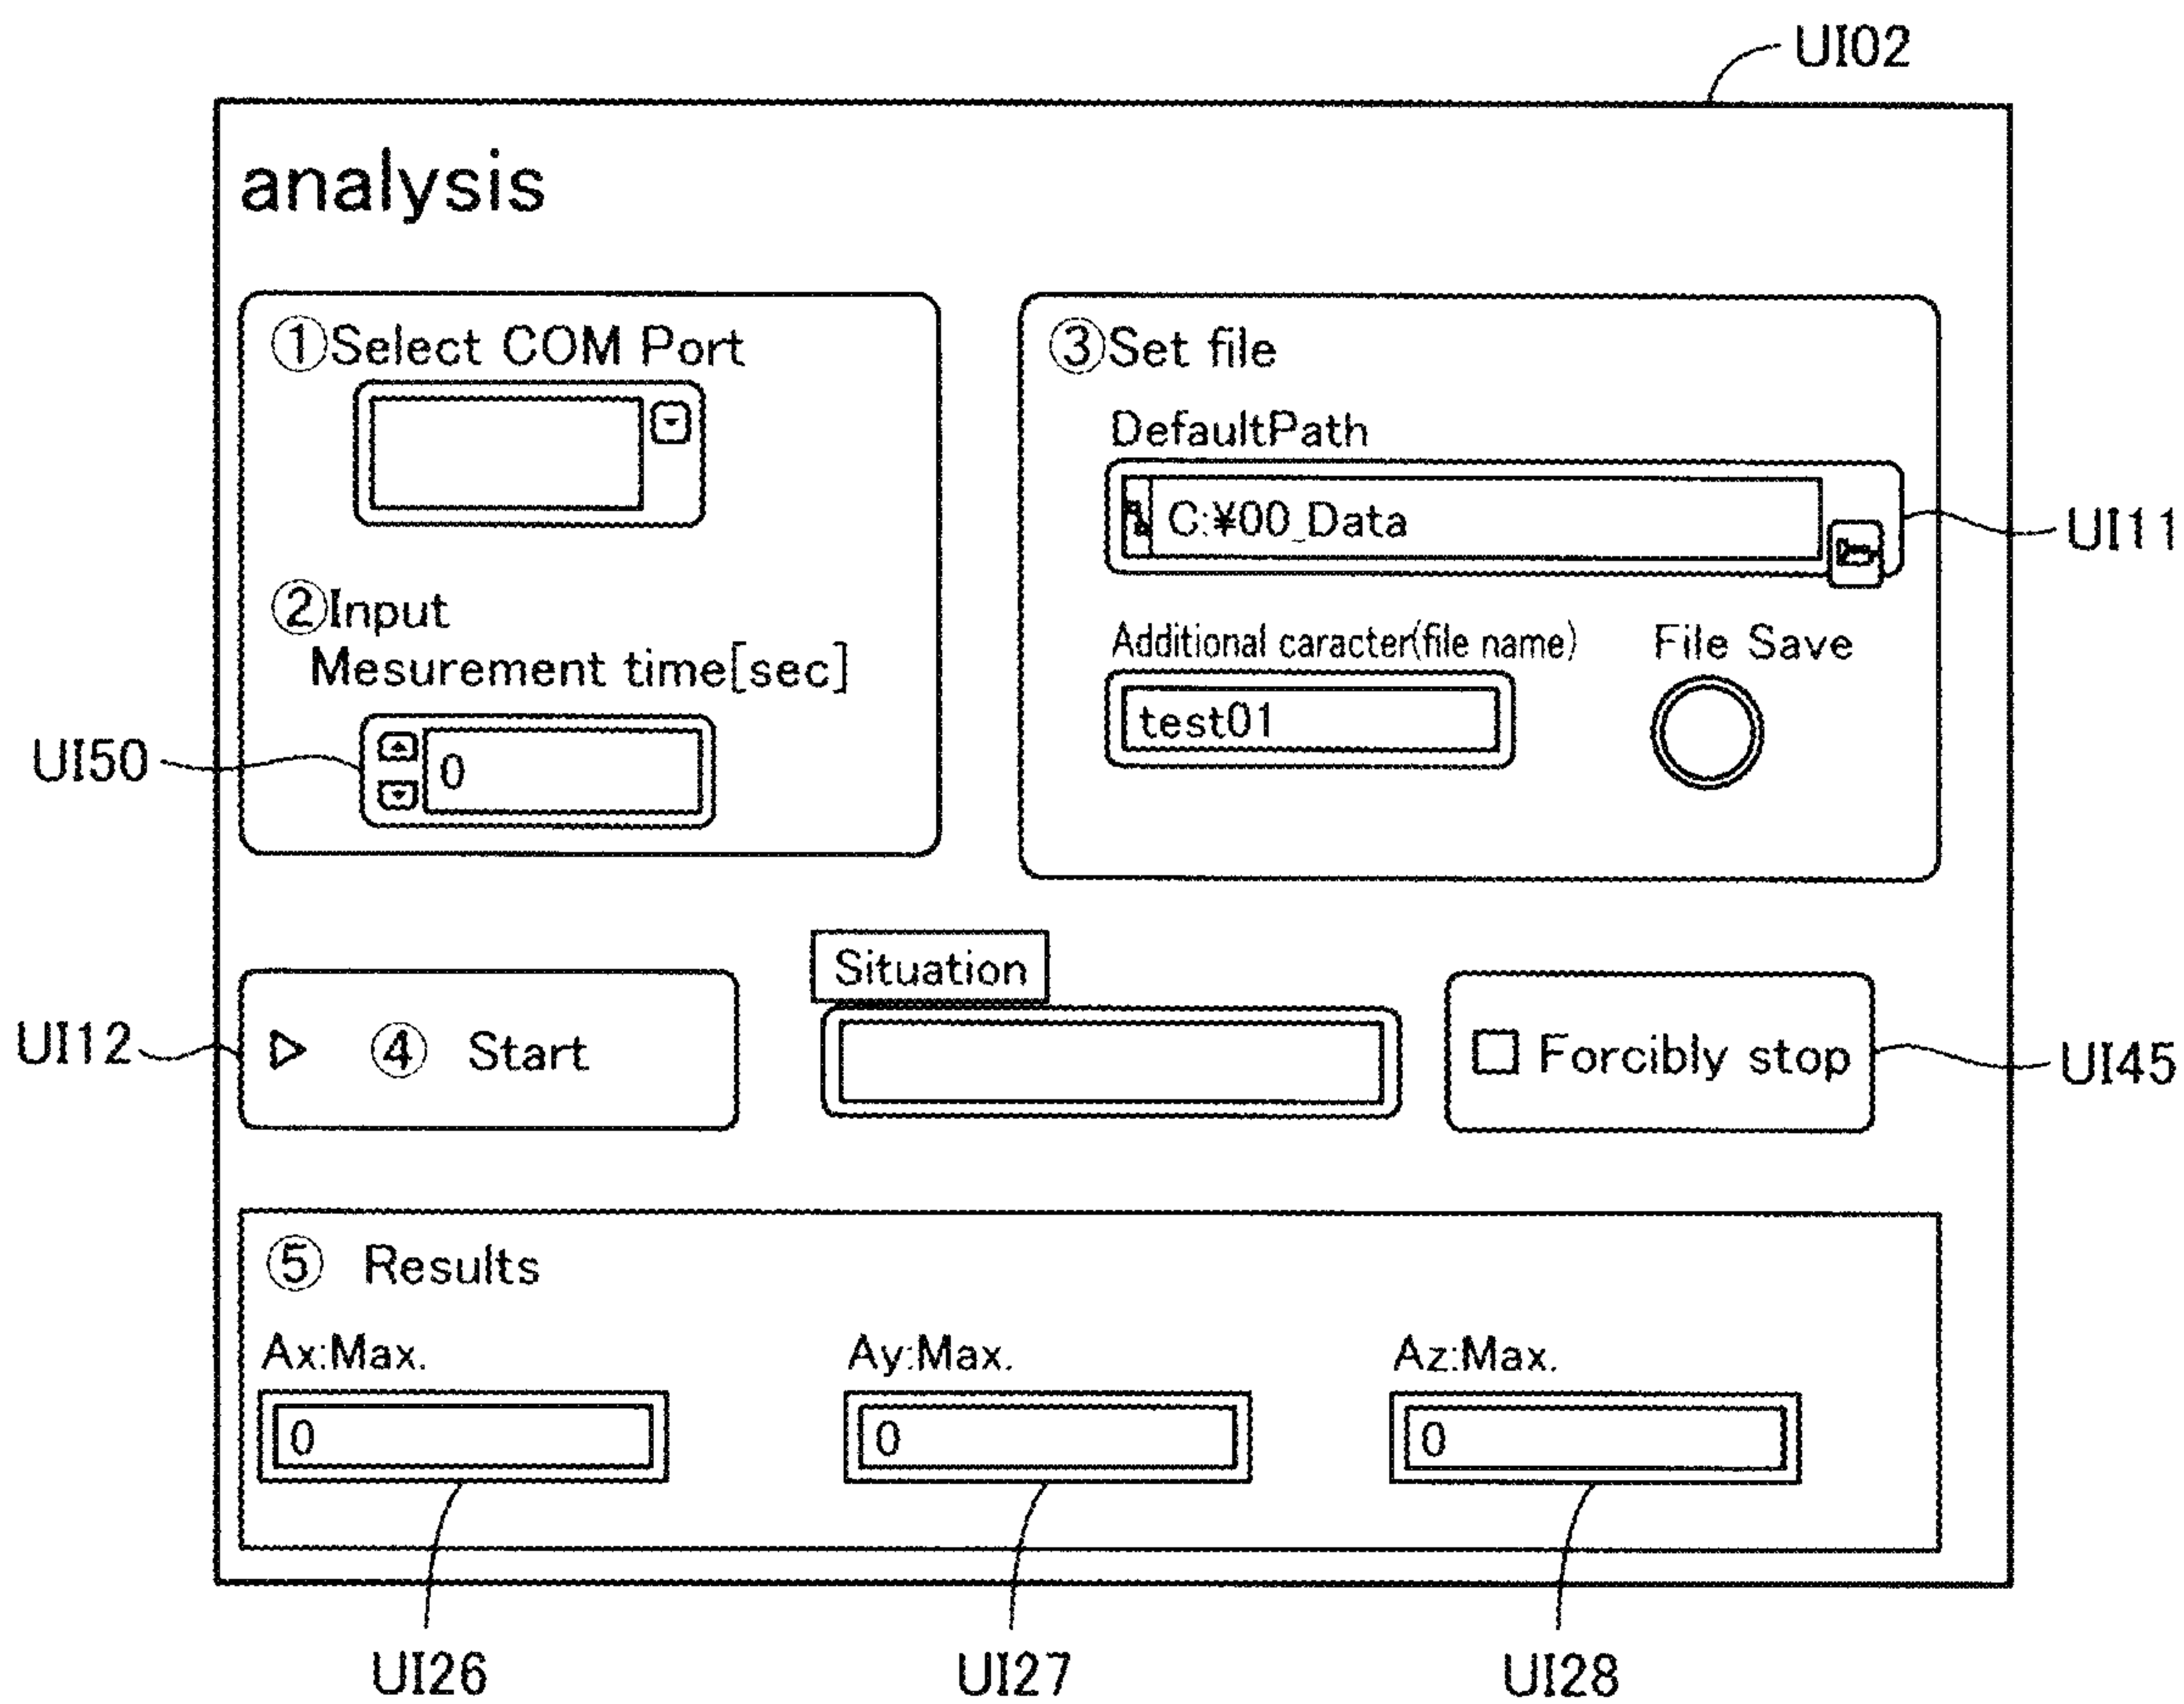 UI02
analysis
①Select COM Port
②Input
Mesurement time[sec]
0
UI50
③Set file
DefaultPath
C:¥00_Data
UI11
Additional caracter(file name)
File Save
test01
UI12
④ Start
Situation
Forcibly stop
UI45
⑤ Results
Ax:Max.
Ay:Max.
Az:Max.
0
0
0
UI26
UI27
UI28